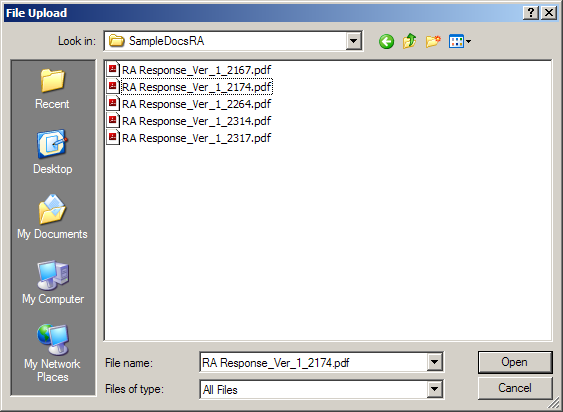 File Upload
Look in: SampleDocsRA
Recent
Desktop
My Documents
My Computer
My Network
Places
RA Response_Ver_1_2167.pdf
RA Response_Ver_1_2174.pdf
RA Response_Ver_1_2264.pdf
RA Response_Ver_1_2314.pdf
RA Response_Ver_1_2317.pdf
File name: RA Response_Ver_1_2174.pdf Open
Files of type: All Files Cancel